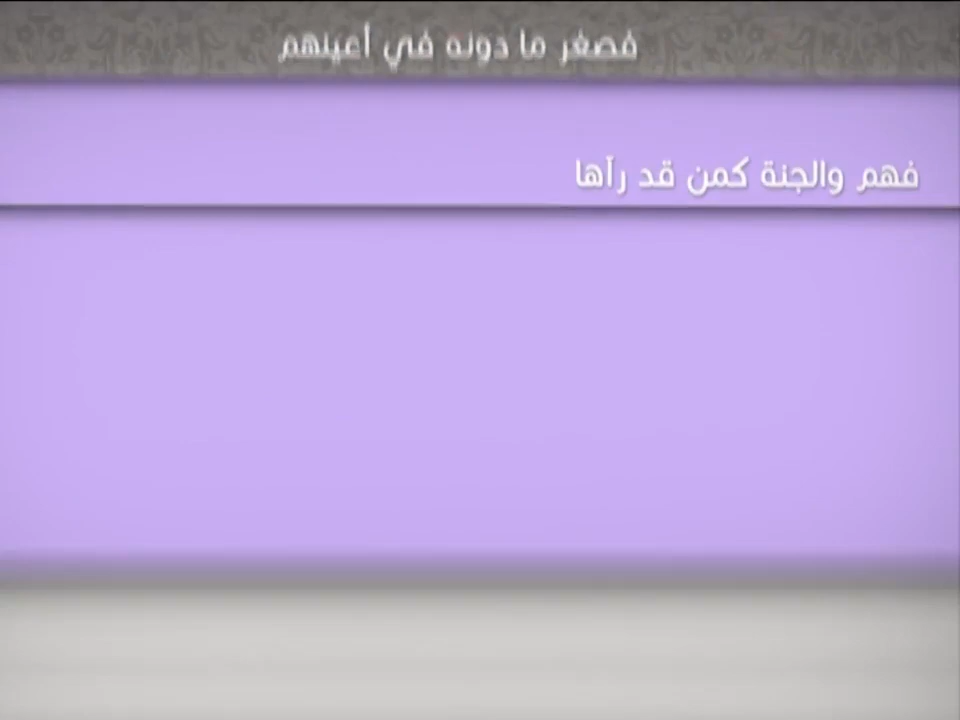 فصغر ما دونه في أعينهم
فهم والجنة كمن قد رآها